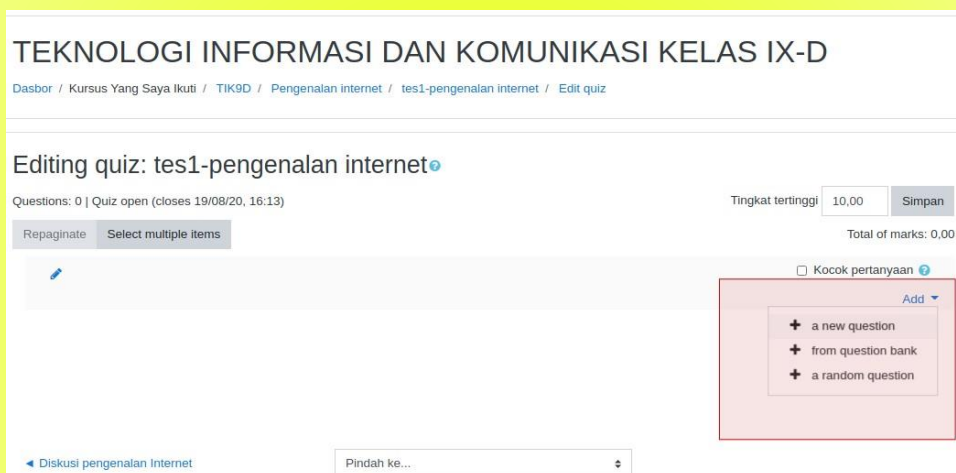 TEKNOLOGI INFORMASI DAN KOMUNIKASI KELAS IX-D
Dasbor / Kursus Yang Saya Ikuti / TIK9D / Pengenalan internet / tes1-pengenalan internet / Edit quiz
Editing quiz: tes1-pengenalan internet
Questions: 0 | Quiz open (closes 19/08/20, 16:13)
Tingkat tertinggi 10,00 Simpan
Repaginate Select multiple items
Total of marks: 0,00
Kocok pertanyaan
Add
a new question
from question bank
a random question
◄ Diskusi pengenalan Internet
Pindah ke...